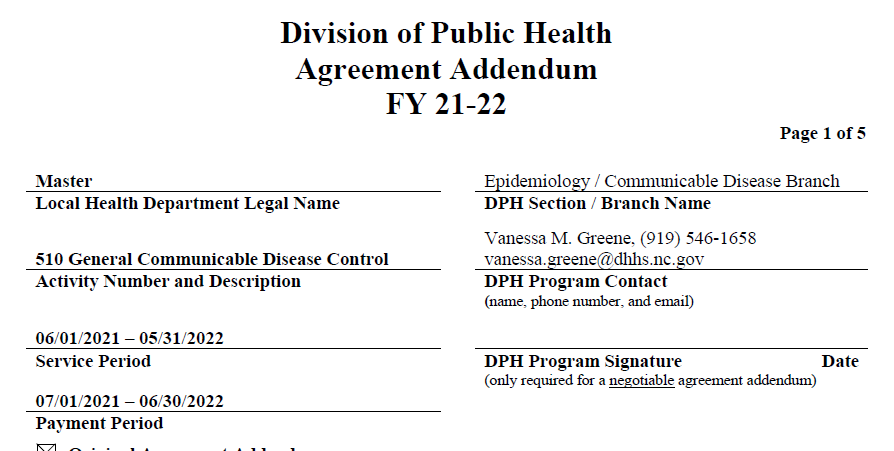 Division of Public Health
Agreement Addendum
FY 21-22
Page 1 of 5
Master
Local Health Department Legal Name
510 General Communicable Disease Control
Activity Number and Description
06/01/2021 – 05/31/2022
Service Period
07/01/2021 – 06/30/2022
Payment Period
Epidemiology / Communicable Disease Branch
DPH Section / Branch Name
Vanessa M. Greene, (919) 546-1658
vanessa.greene@dhhs.nc.gov
DPH Program Contact
(name, phone number, and email)
DPH Program Signature Date
(only required for a negotiable agreement addendum)